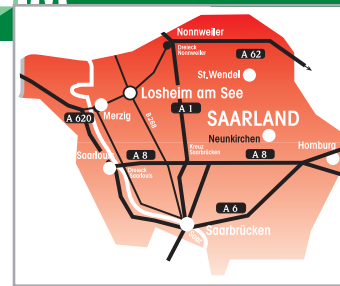 Nonnweiler
Dreieck
Nonnweiler
A 62
St.Wendel
Losheim am See
A 1
B 268
Merzig
A 620
SAARLAND
Neunkirchen
Homburg
Kreuz
Saarbrücken
Saarlouis
A 8
A 8
Dreieck
Saarlouis
A 6
Saarbrücken
Saar